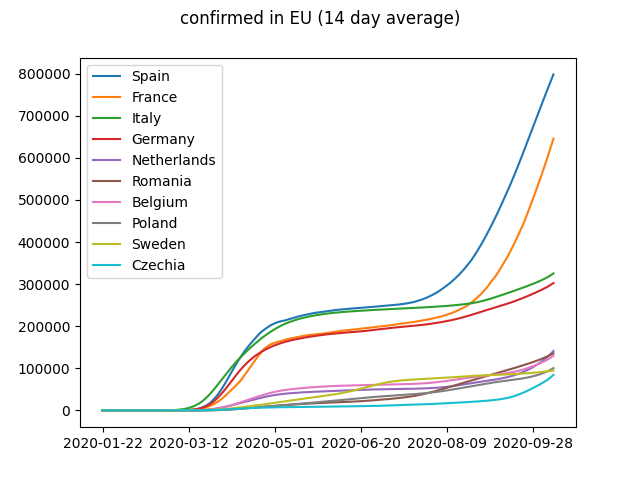 confirmed in EU (14 day average)
800000
700000
600000
500000
400000
300000
200000
100000
0
Spain
France
Italy
Germany
Netherlands
Romania
Belgium
Poland
Sweden
Czechia
2020-01-22 2020-03-12 2020-05-01 2020-06-20 2020-08-09 2020-09-28